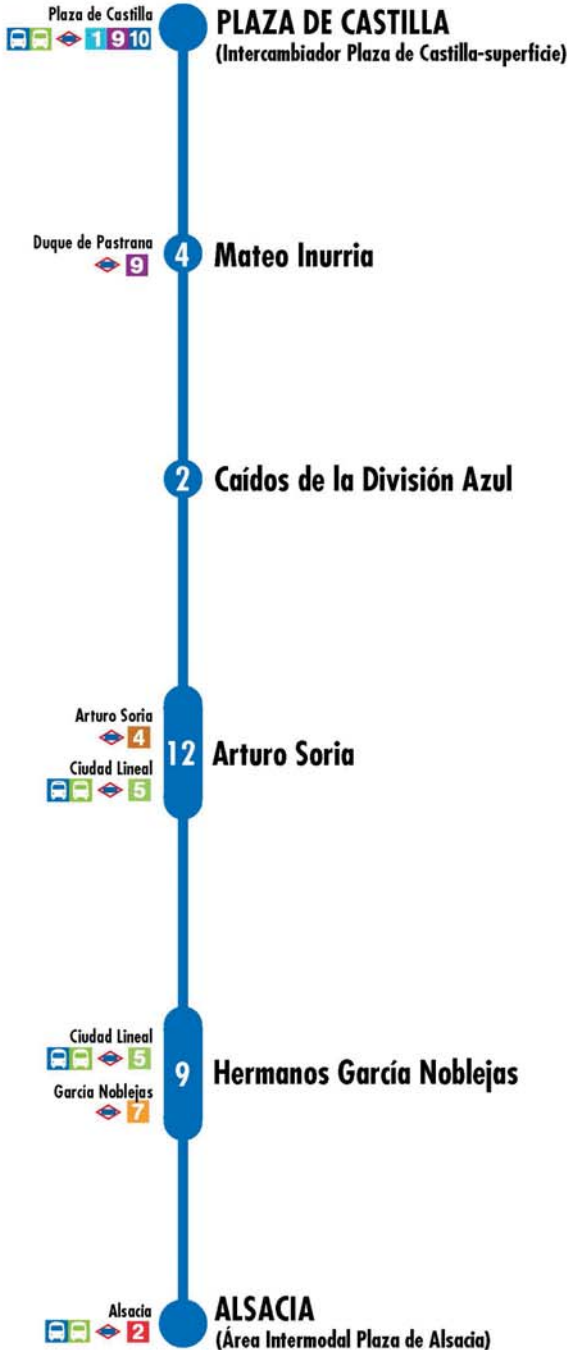 Plaza de Castilla
1 9 10
PLAZA DE CASTILLA
(Intercambiador Plaza de Castilla-superficie)
Duque de Pastrana
9
4
Mateo Inurria
2
Caídos de la División Azul
Arturo Soria
4
Ciudad Lineal
5
12
Arturo Soria
Ciudad Lineal
5
García Noblejas
7
9
Hermanos García Noblejas
Alsacia
2
ALSACIA
(Área Intermodal Plaza de Alsacia)